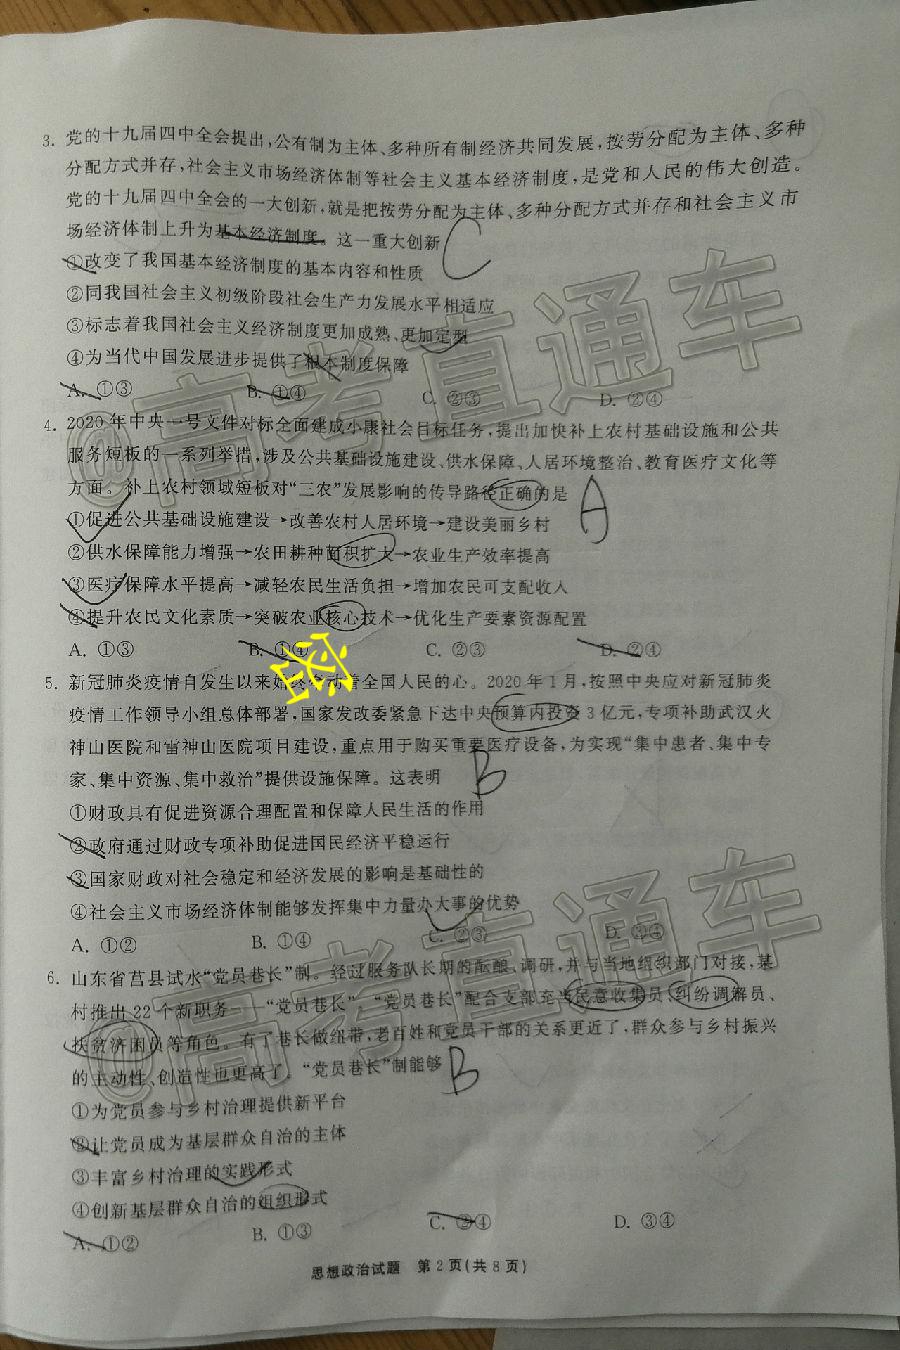 3. 党的十九届四中全会提出,公有制为主体、多种所有制经济共同发展,按劳分配为主体、多种
分配方式并存,社会主义市场经济体制等社会主义基本经济制度,是党和人民的伟大创造。
党的十九届四中全会的一大创新,就是把按劳分配为主体、多种分配方式并存和社会主义市
场经济体制上升为基本经济制度。这一重大创新
C
①改变了我国基本经济制度的基本内容和性质
②同我国社会主义初级阶段社会生产力发展水平相适应
③标志着我国社会主义经济制度更加成熟、更加定型
④为当代中国发展进步提供了根本制度保障
A. ①③ B. ①④ C. ②③ D. ②④
4. 2020年中央一号文件对标全面建成小康社会目标任务,提出加快补上农村基础设施和公共
服务短板的一系列举措,涉及公共基础设施建设、供水保障、人居环境整治、教育医疗文化等
方面。补上农村领域短板对“三农”发展影响的传导路径正确的是
A
①促进公共基础设施建设→改善农村人居环境→建设美丽乡村
②供水保障能力增强→农田耕种面积扩大→农业生产效率提高
③医疗保障水平提高→减轻农民生活负担→增加农民可支配收入
④提升农民文化素质→突破农业核心技术→优化生产要素资源配置
A. ①③ B. ①④ C. ②③ D. ②④
密
5. 新冠肺炎疫情自发生以来始终牵动着全国人民的心。2020年1月,按照中央应对新冠肺炎
疫情工作领导小组总体部署,国家发改委紧急下达中央预算内投资3亿元,专项补助武汉火
神山医院和雷神山医院项目建设,重点用于购买重要医疗设备,为实现“集中患者、集中专
家、集中资源、集中救治”提供设施保障。这表明
B
①财政具有促进资源合理配置和保障人民生活的作用
②政府通过财政专项补助促进国民经济平稳运行
③国家财政对社会稳定和经济发展的影响是基础性的
④社会主义市场经济体制能够发挥集中力量办大事的优势
A. ①② B. ①④ C. ②③ D. ③④
6. 山东省莒县试水“党员巷长”制。经过服务队长期的酝酿、调研,并与当地组织部门对接,某
村推出22个新职务——“党员巷长”,“党员巷长”配合支部充当民意收集员、纠纷调解员、
扶贫济困员等角色。有了巷长做纽带,老百姓和党员干部的关系更近了,群众参与乡村振兴
的主动性、创造性也更高了。“党员巷长”制能够
B
①为党员参与乡村治理提供新平台
②让党员成为基层群众自治的主体
③丰富乡村治理的实践形式
④创新基层群众自治的组织形式
A. ①② B. ①③ C. ②④ D. ③④
思想政治试题 第2页(共8页)
@高考直通车
@高考直通车